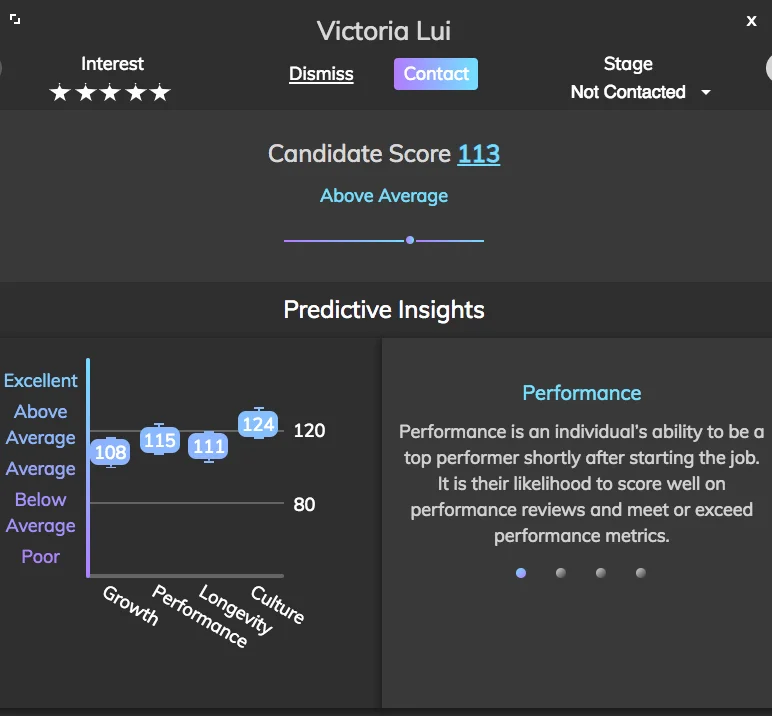 Victoria Lui
x
Interest
Dismiss
Contact
Stage
Not Contacted
Candidate Score 113
Above Average
Predictive Insights
Excellent
Above
Average
Average
Below
Average
Poor
108
115
111
124
120
80
Growth
Performance
Longevity
Culture
Performance
Performance is an individual's ability to be a
top performer shortly after starting the job.
It is their likelihood to score well on
performance reviews and meet or exceed
performance metrics.